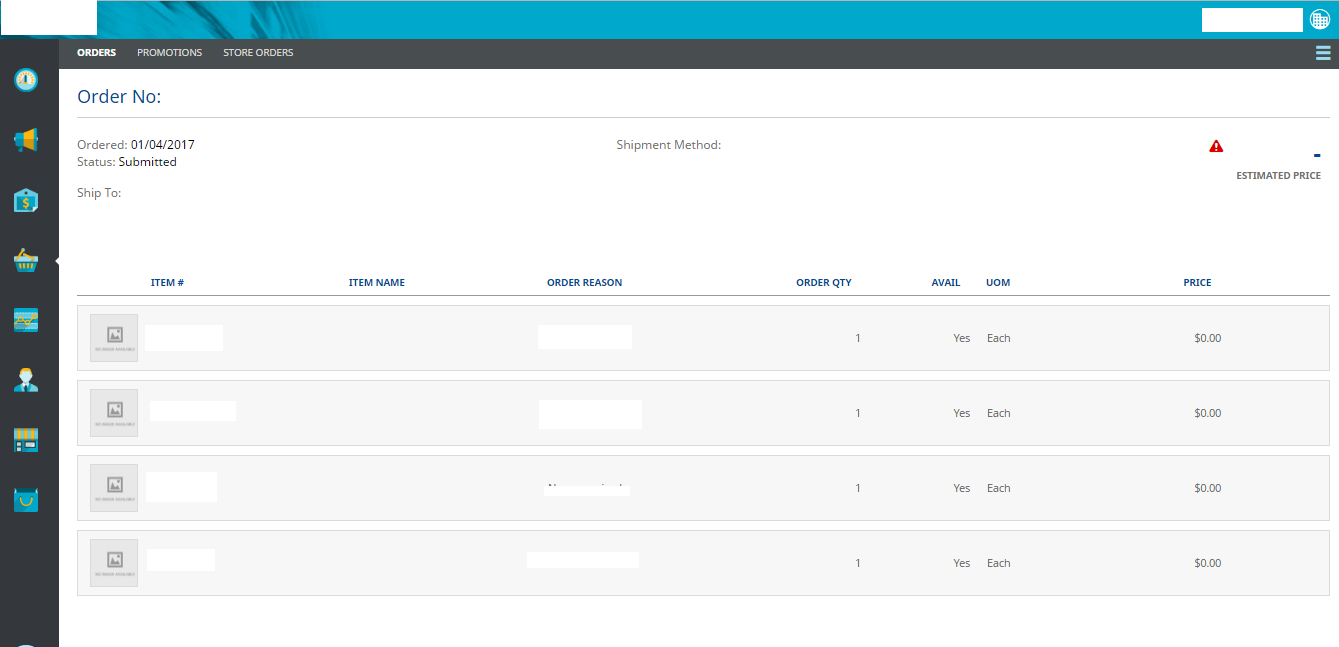 ORDERS PROMOTIONS STORE ORDERS
Order No:
Ordered: 01/04/2017 Shipment Method: -
Status: Submitted
ESTIMATED PRICE
Ship To:
ITEM # ITEM NAME ORDER REASON ORDER QTY AVAIL UOM PRICE
1 Yes Each $0.00
NO IMAGE AVAILABLE
1 Yes Each $0.00
NO IMAGE AVAILABLE
1 Yes Each $0.00
NO IMAGE AVAILABLE
1 Yes Each $0.00
NO IMAGE AVAILABLE